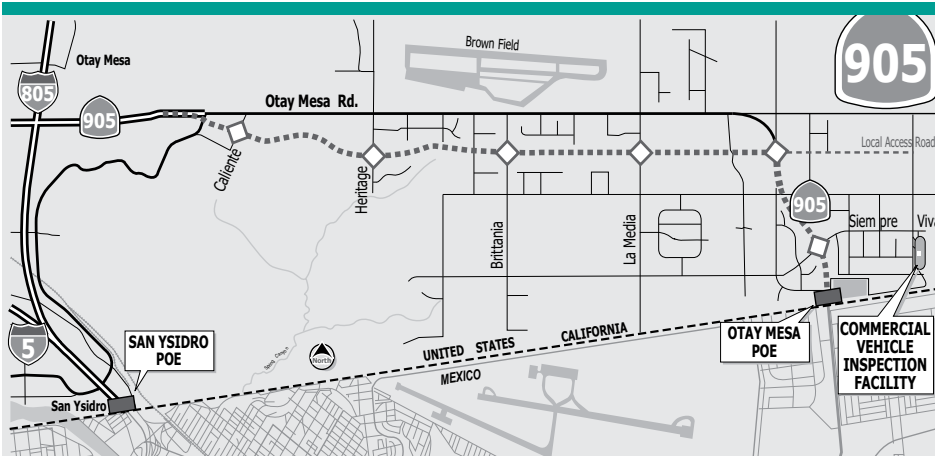 Otay Mesa
805
905
Brown Field
905
Otay Mesa Rd.
Caliente
Heritage
Local Access Road
905
Brittania
La Media
Siem pre Viva
5
SAN YSIDRO
POE
North
UNITED STATES CALIFORNIA
MEXICO
OTAY MESA
POE
COMMERCIAL
VEHICLE
INSPECTION
FACILITY
San Ysidro